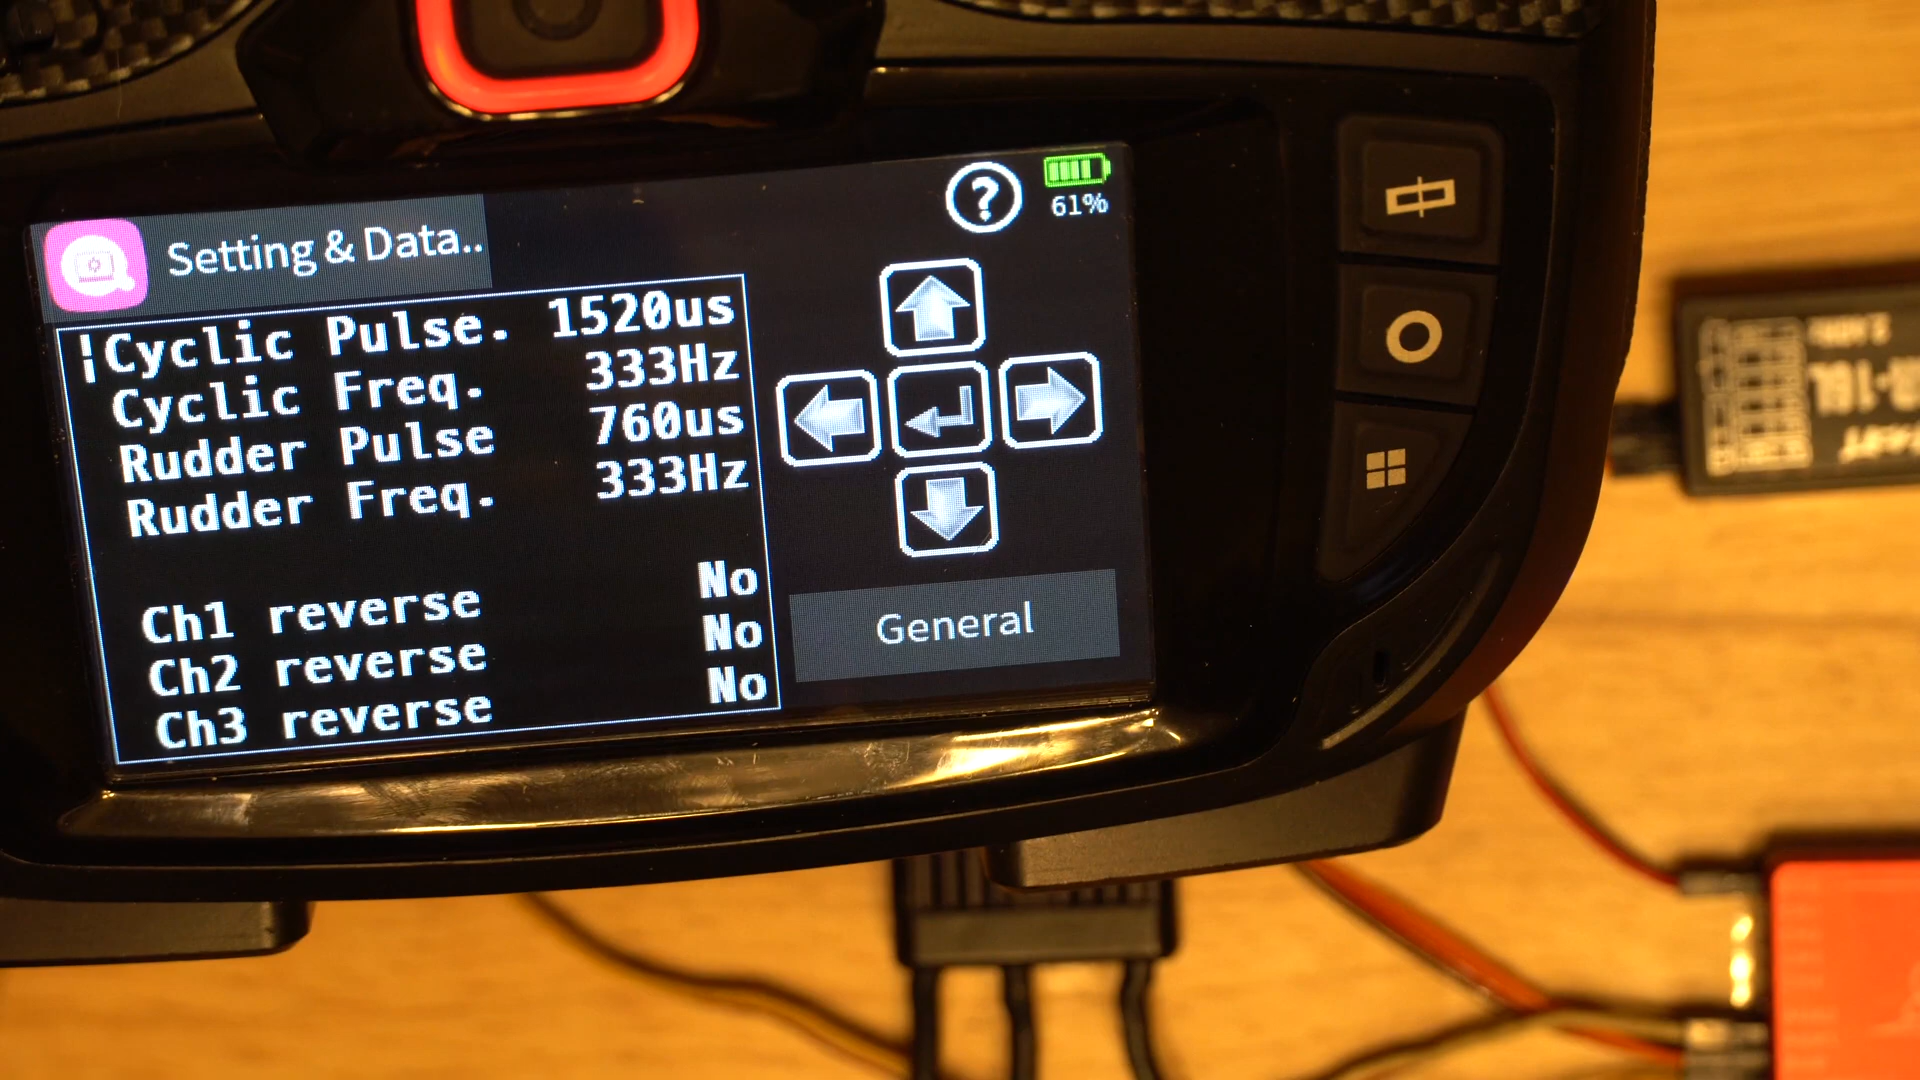 61%
Setting & Data..
Cyclic Pulse. 1520us
Cyclic Freq. 333Hz
Rudder Pulse 760us
Rudder Freq. 333Hz
Ch1 reverse No
Ch2 reverse No
Ch3 reverse No
?
General